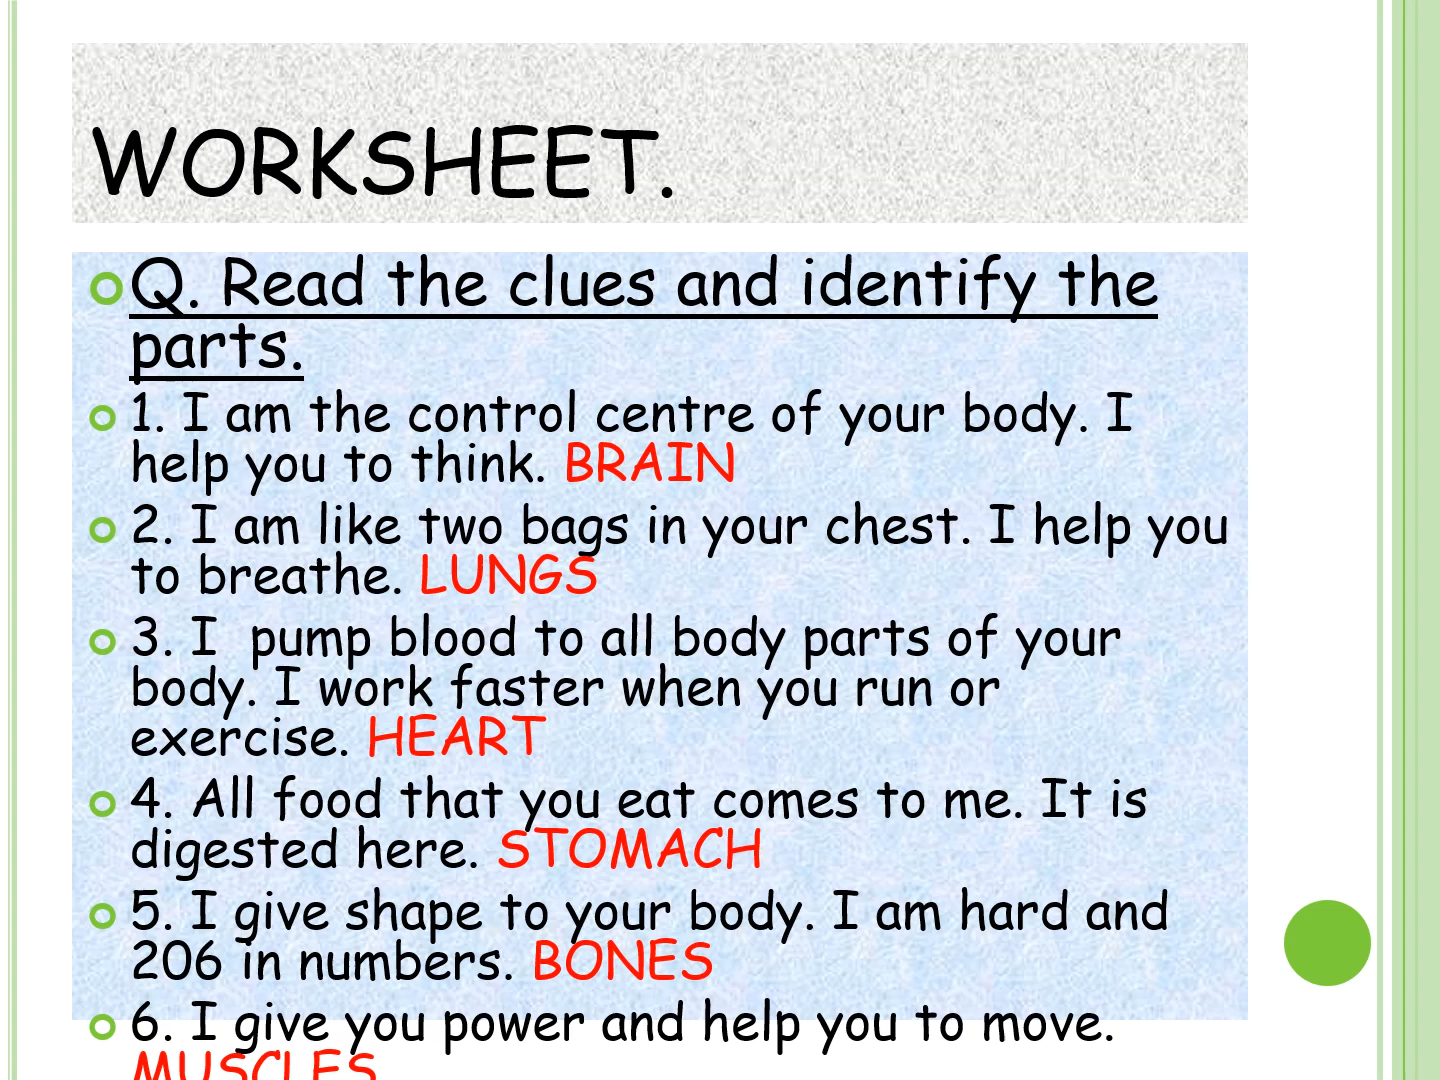 WORKSHEET.
Q. Read the clues and identify the
parts.
1. I am the control centre of your body. I
help you to think. BRAIN
2. I am like two bags in your chest. I help you
to breathe. LUNGS
3. I  pump blood to all body parts of your
body. I work faster when you run or
exercise. HEART
4. All food that you eat comes to me. It is
digested here. STOMACH
5. I give shape to your body. I am hard and
206 in numbers. BONES
6. I give you power and help you to move.
MUSCLES